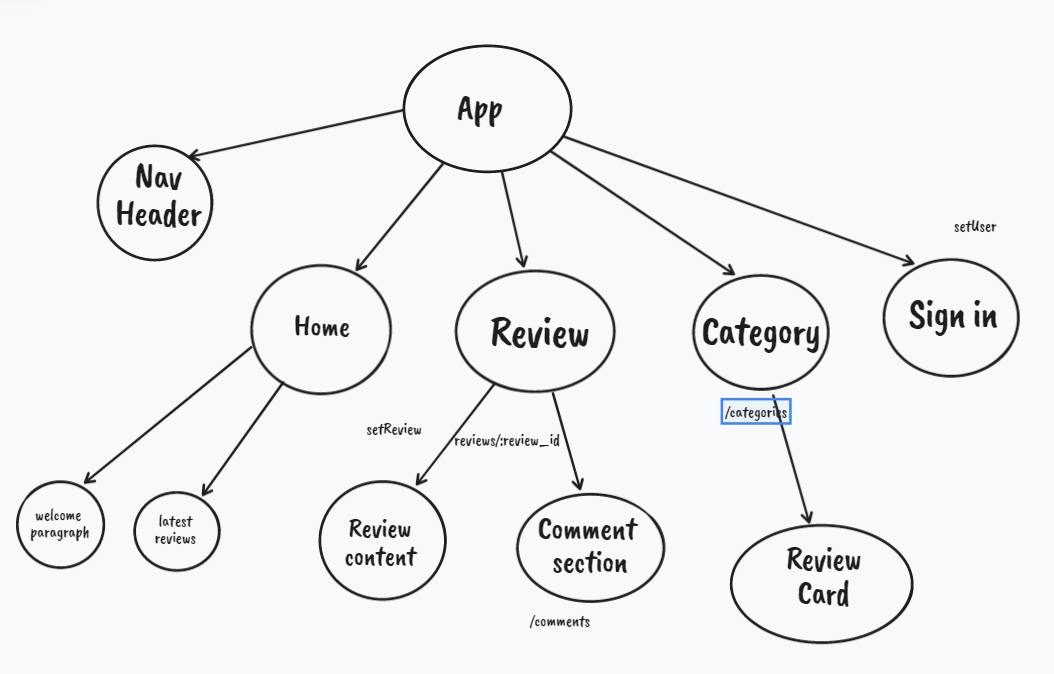 App
Nav
Header
setUser
Home
Review
Category
Sign in
/categories
setReview
reviews/:review_id
welcome
paragraph
latest
reviews
Review
content
Comment
section
Review
Card
/comments